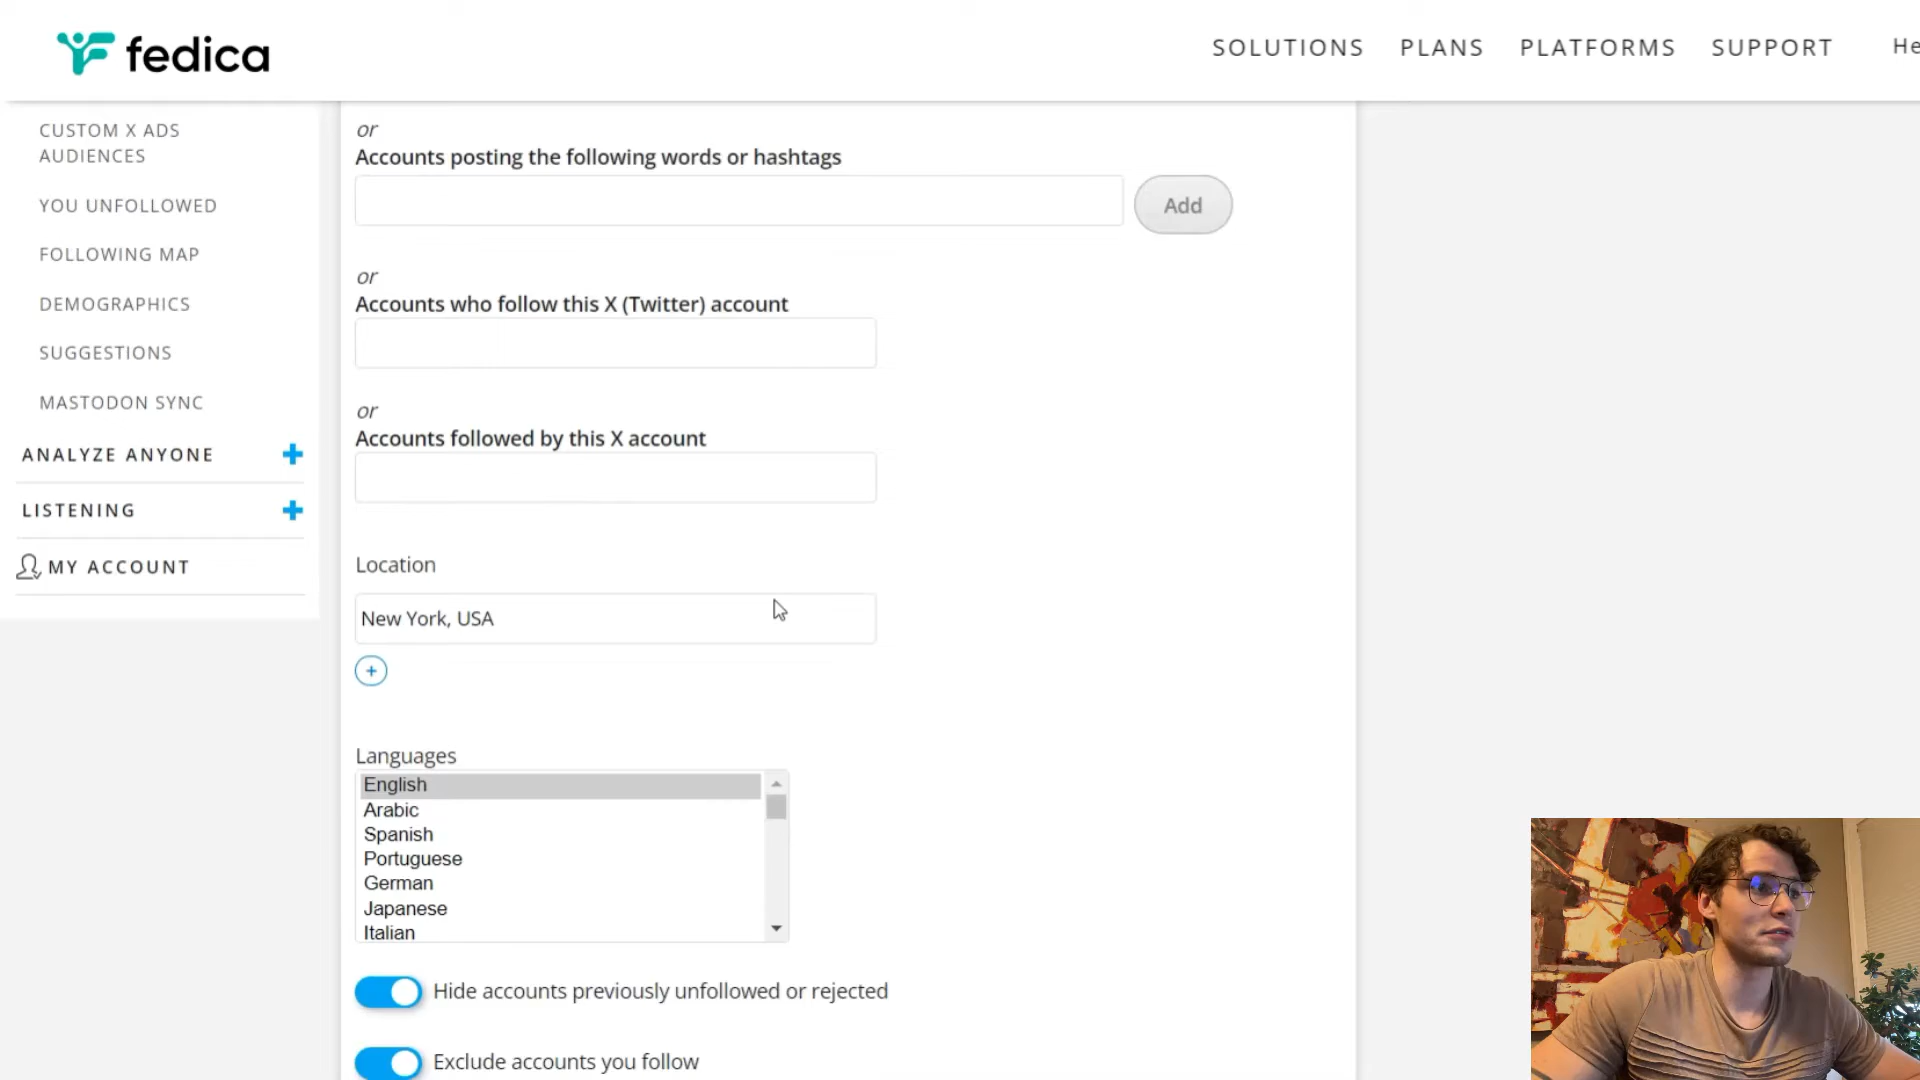 fedica
SOLUTIONS PLANS PLATFORMS SUPPORT He
CUSTOM X ADS
AUDIENCES
YOU UNFOLLOWED
FOLLOWING MAP
DEMOGRAPHICS
SUGGESTIONS
MASTODON SYNC
ANALYZE ANYONE
LISTENING
MY ACCOUNT
or
Accounts posting the following words or hashtags
Add
or
Accounts who follow this X (Twitter) account
or
Accounts followed by this X account
Location
New York, USA
Languages
English
Arabic
Spanish
Portuguese
German
Japanese
Italian
Hide accounts previously unfollowed or rejected
Exclude accounts you follow